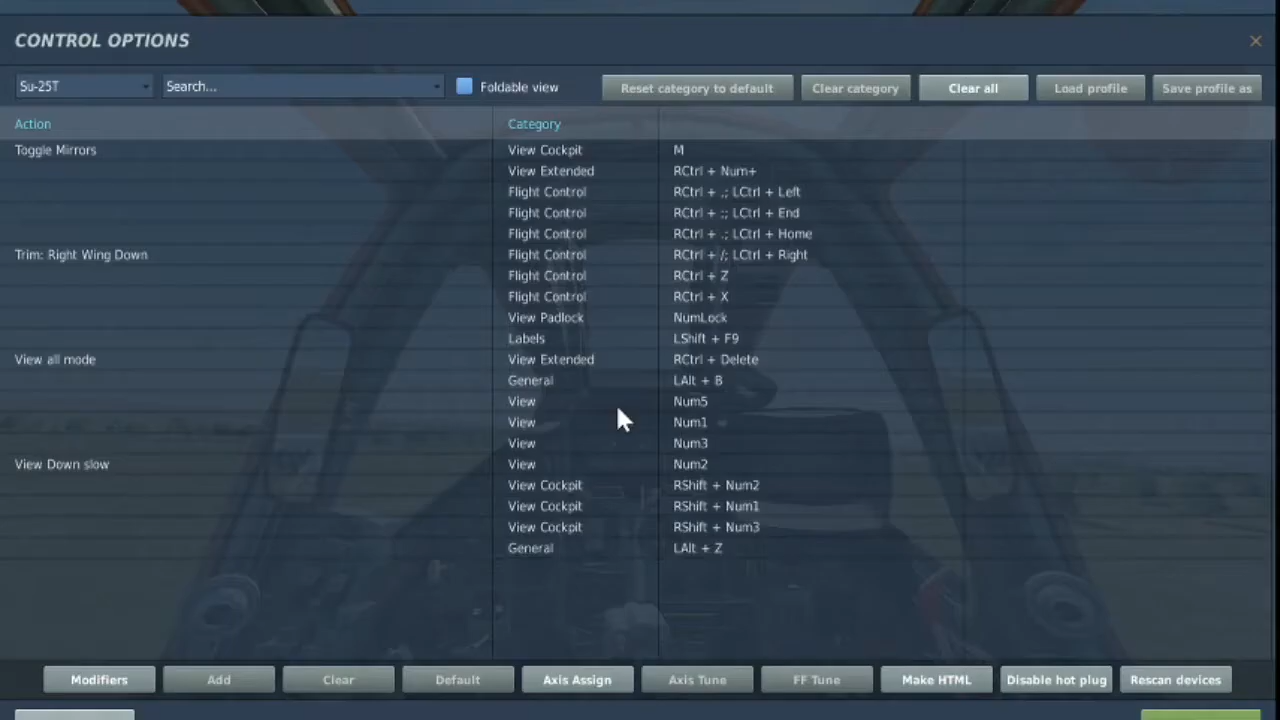 CONTROL OPTIONS
Su-25T Search... Foldable view Reset category to default Clear category Clear all Load profile Save profile as
Action Category
Toggle Mirrors View Cockpit M
View Extended RCtrl + Num+
Flight Control RCtrl + ,; LCtrl + Left
Flight Control RCtrl + ;; LCtrl + End
Flight Control RCtrl + .; LCtrl + Home
Trim: Right Wing Down Flight Control RCtrl + /; LCtrl + Right
Flight Control RCtrl + Z
Flight Control RCtrl + X
View Padlock NumLock
Labels LShift + F9
View all mode View Extended RCtrl + Delete
General LAlt + B
View Num5
View Num1
View Num3
View Down slow View Num2
View Cockpit RShift + Num2
View Cockpit RShift + Num1
View Cockpit RShift + Num3
General LAlt + Z
Modifiers Add Clear Default Axis Assign Axis Tune FF Tune Make HTML Disable hot plug Rescan devices